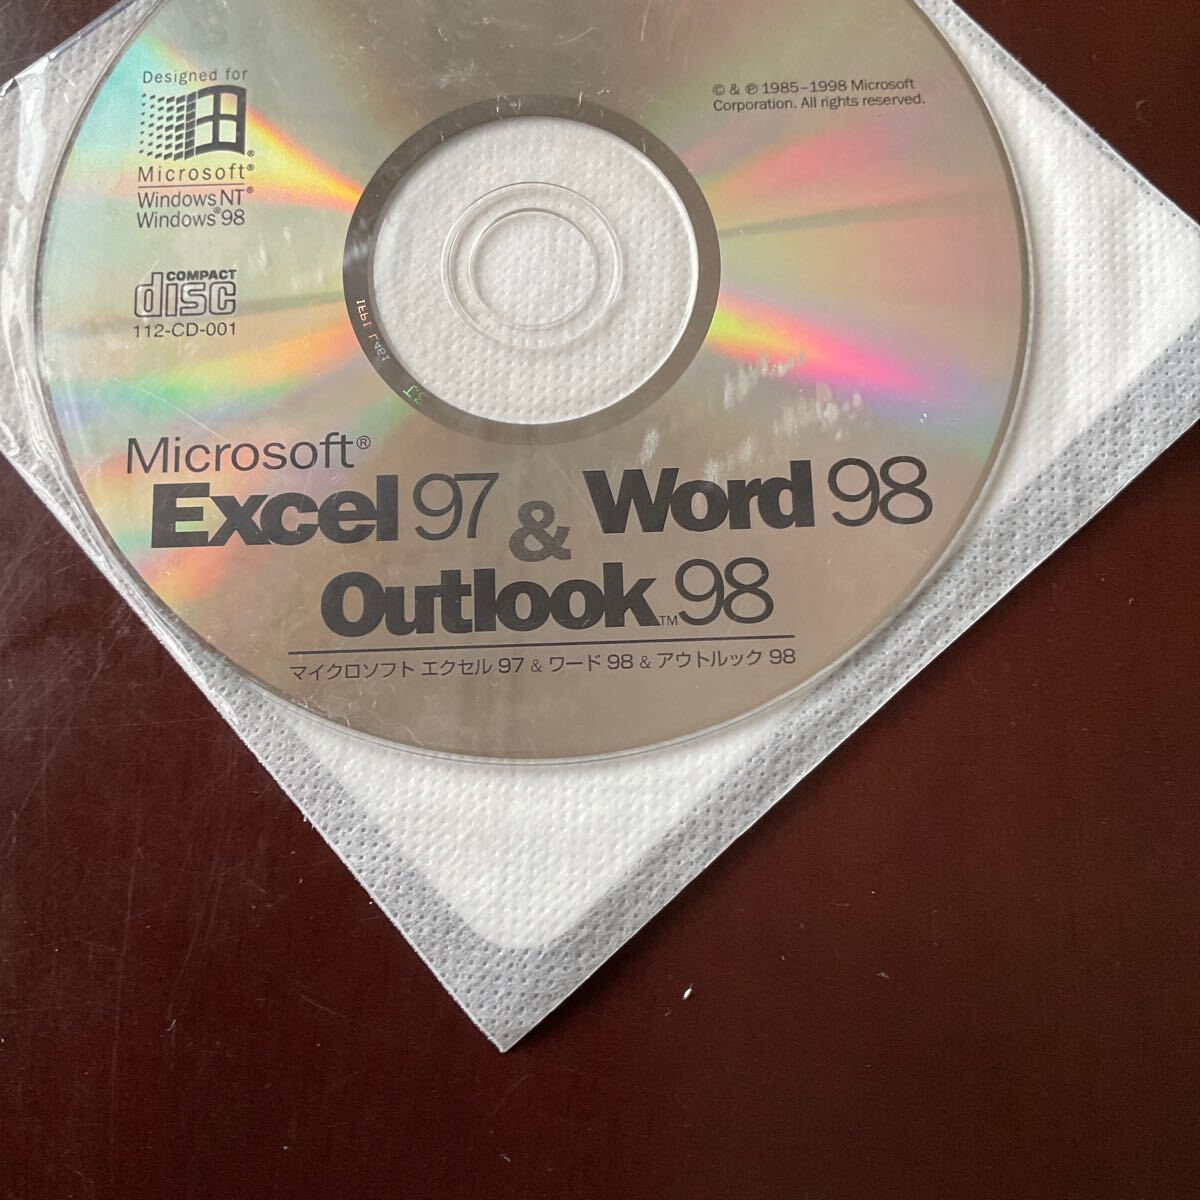 Designed for
Microsoft®
Windows NT®
Windows®98
COMPACT
disc
112-CD-001
© & ℗ 1985-1998 Microsoft
Corporation. All rights reserved.
Microsoft®
Excel 97 & Word 98
Outlook™ 98
マイクロソフト エクセル 97 & ワード 98 & アウトルック 98